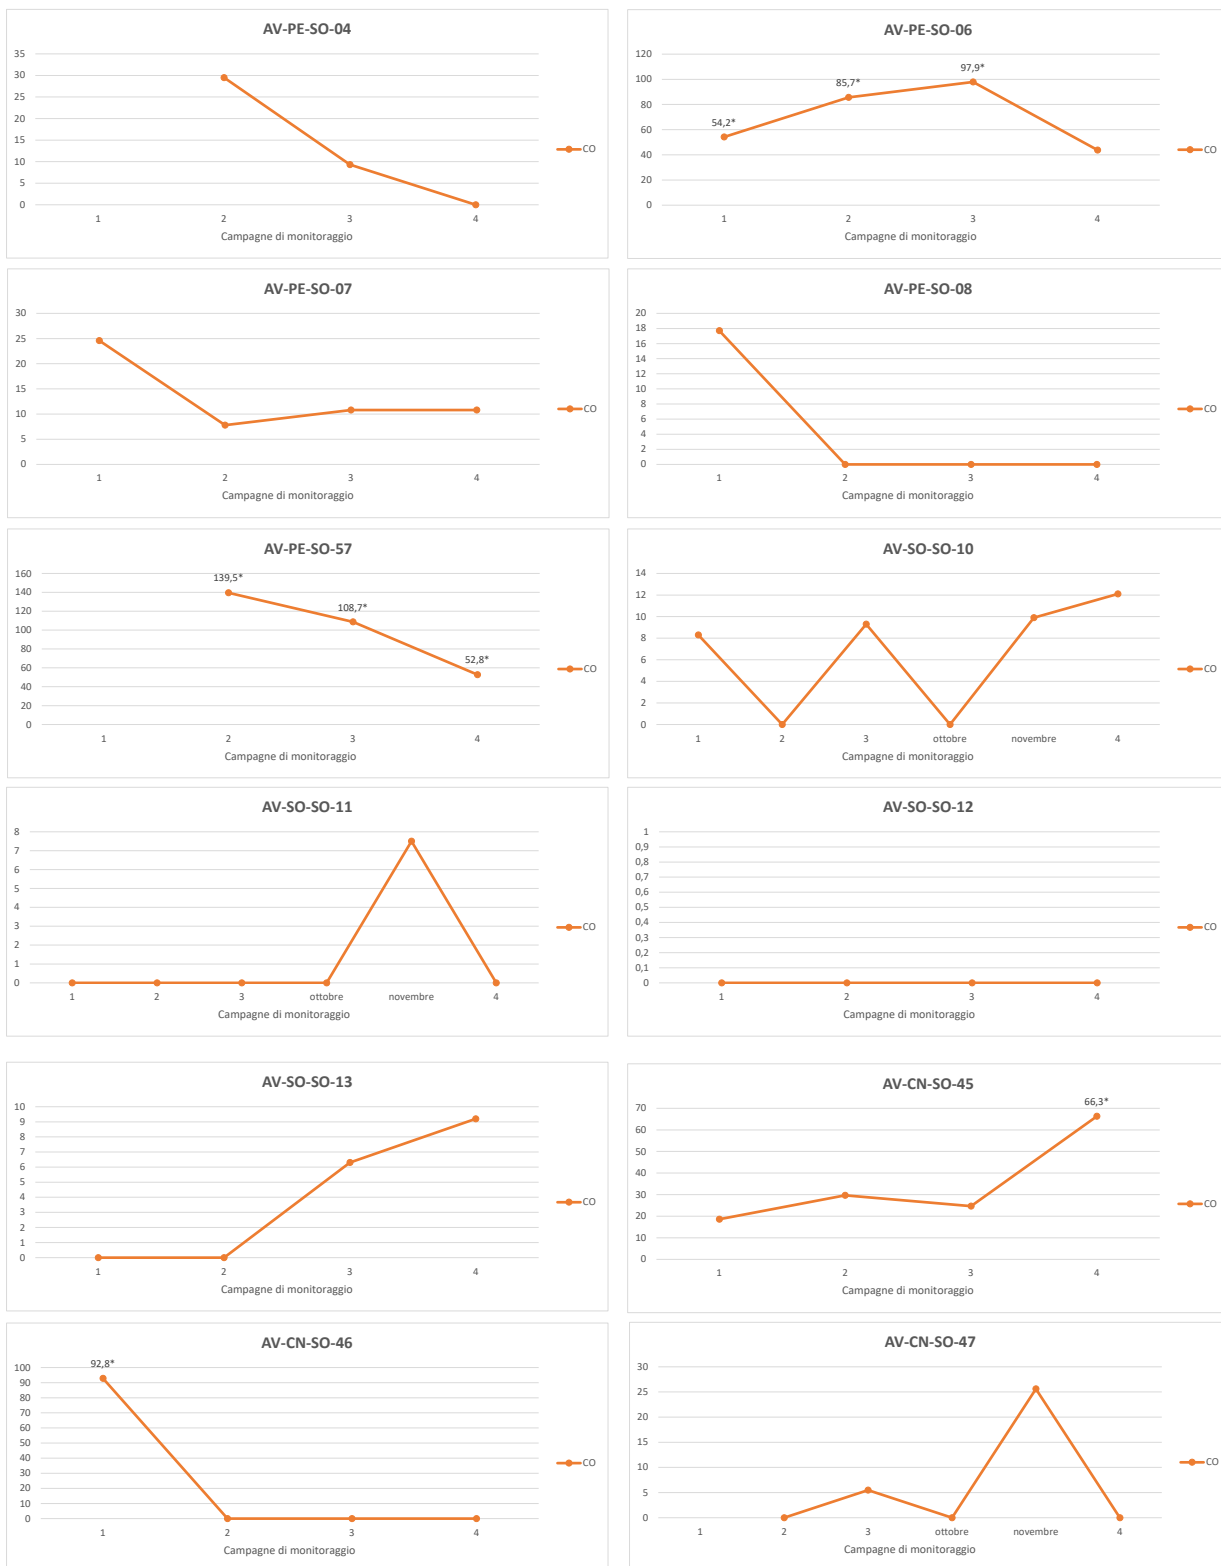 AV-PE-SO-04
35
30
25
20
15
10
5
0
1 2 3 4
Campagne di monitoraggio
CO
AV-PE-SO-06
120
100
80
60
40
20
0
54,2*
85,7*
97,9*
1 2 3 4
Campagne di monitoraggio
CO
AV-PE-SO-07
30
25
20
15
10
5
0
1 2 3 4
Campagne di monitoraggio
CO
AV-PE-SO-08
20
18
16
14
12
10
8
6
4
2
0
1 2 3 4
Campagne di monitoraggio
CO
AV-PE-SO-57
160
140
120
100
80
60
40
20
0
139,5*
108,7*
52,8*
1 2 3 4
Campagne di monitoraggio
CO
AV-SO-SO-10
14
12
10
8
6
4
2
0
1 2 3 ottobre novembre 4
Campagne di monitoraggio
CO
AV-SO-SO-11
8
7
6
5
4
3
2
1
0
1 2 3 ottobre novembre 4
Campagne di monitoraggio
CO
AV-SO-SO-12
1
0,9
0,8
0,7
0,6
0,5
0,4
0,3
0,2
0,1
0
1 2 3 4
Campagne di monitoraggio
CO
AV-SO-SO-13
10
9
8
7
6
5
4
3
2
1
0
1 2 3 4
Campagne di monitoraggio
CO
AV-CN-SO-45
70
60
50
40
30
20
10
0
66,3*
1 2 3 4
Campagne di monitoraggio
CO
AV-CN-SO-46
100
90
80
70
60
50
40
30
20
10
0
92,8*
1 2 3 4
Campagne di monitoraggio
CO
AV-CN-SO-47
30
25
20
15
10
5
0
1 2 3 ottobre novembre 4
Campagne di monitoraggio
CO